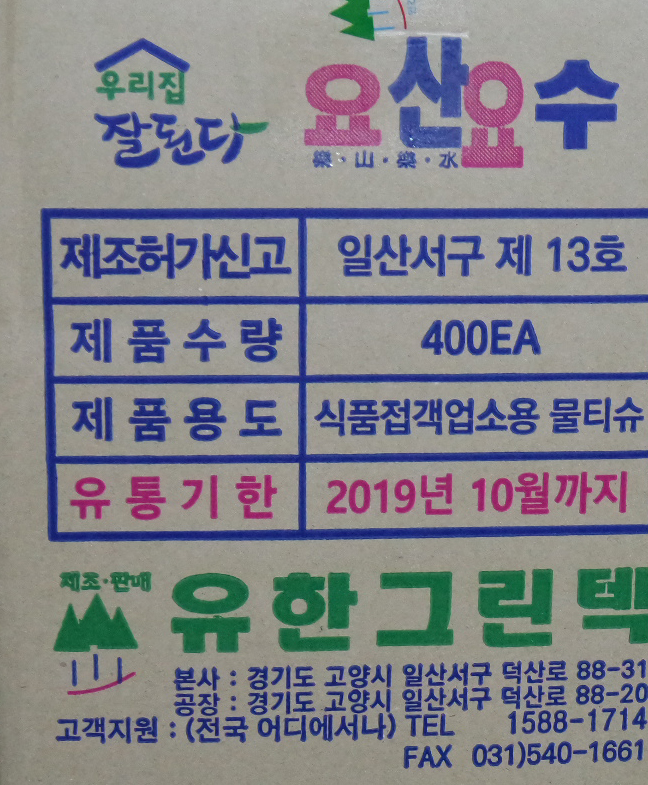 우리집
잘된다
요산요수
樂·山·樂·水
제조허가신고 일산서구 제 13호
제품수량 400EA
제품용도 식품접객업소용 물티슈
유통기한 2019년 10월까지
제조·판매
유한그린텍
본사 : 경기도 고양시 일산서구 덕산로 88-31
공장 : 경기도 고양시 일산서구 덕산로 88-20
고객지원 : (전국 어디에서나) TEL 1588-1714
FAX 031)540-1661